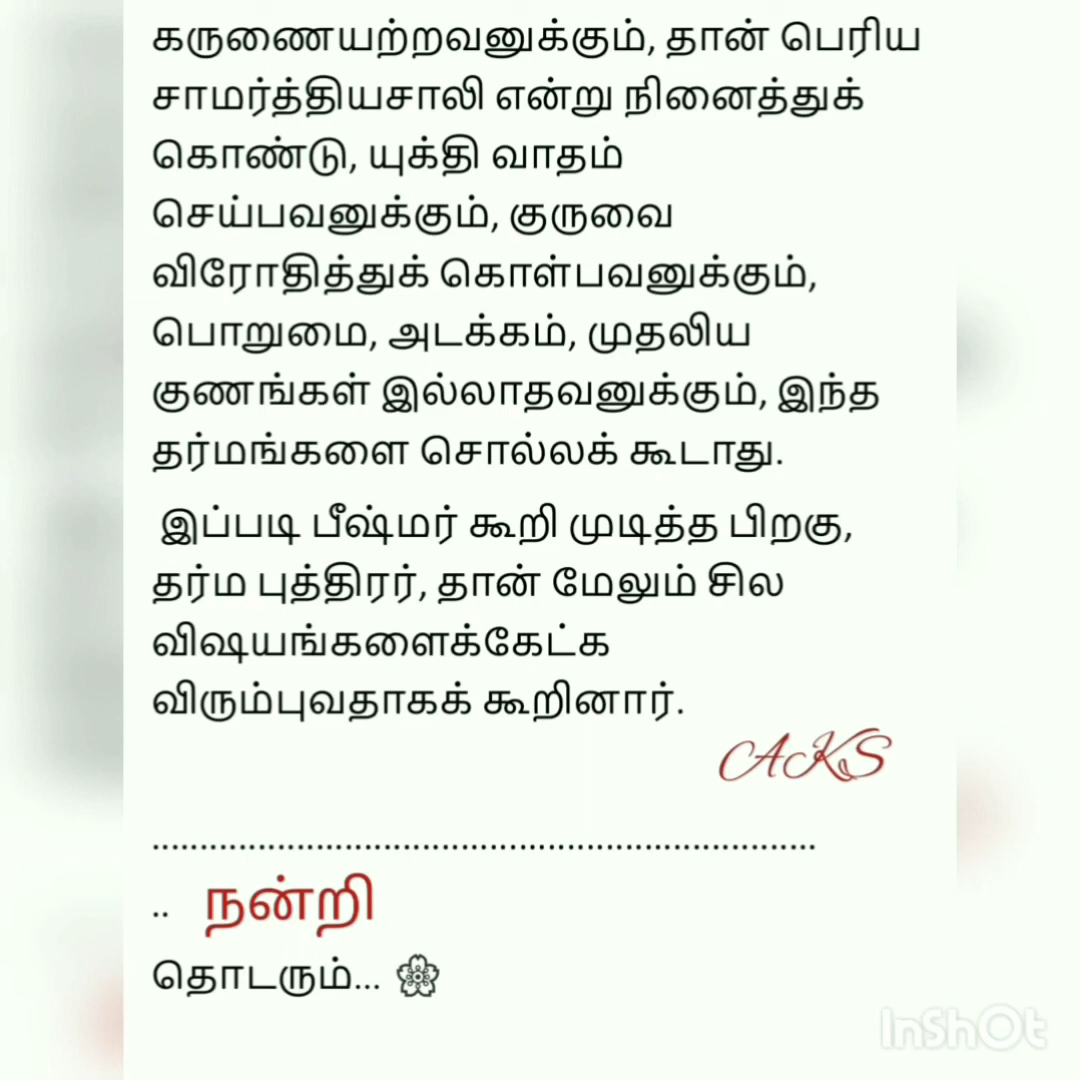 கருணையற்றவனுக்கும், தான் பெரிய
சாமர்த்தியசாலி என்று நினைத்துக்
கொண்டு, யுக்தி வாதம்
செய்பவனுக்கும், குருவை
விரோதித்துக் கொள்பவனுக்கும்,
பொறுமை, அடக்கம், முதலிய
குணங்கள் இல்லாதவனுக்கும், இந்த
தர்மங்களை சொல்லக் கூடாது.
இப்படி பீஷ்மர் கூறி முடித்த பிறகு,
தர்ம புத்திரர், தான் மேலும் சில
விஷயங்களைக்கேட்க
விரும்புவதாகக் கூறினார்.
AKS
.....................................................................
.. நன்றி
தொடரும்... 
InShOt